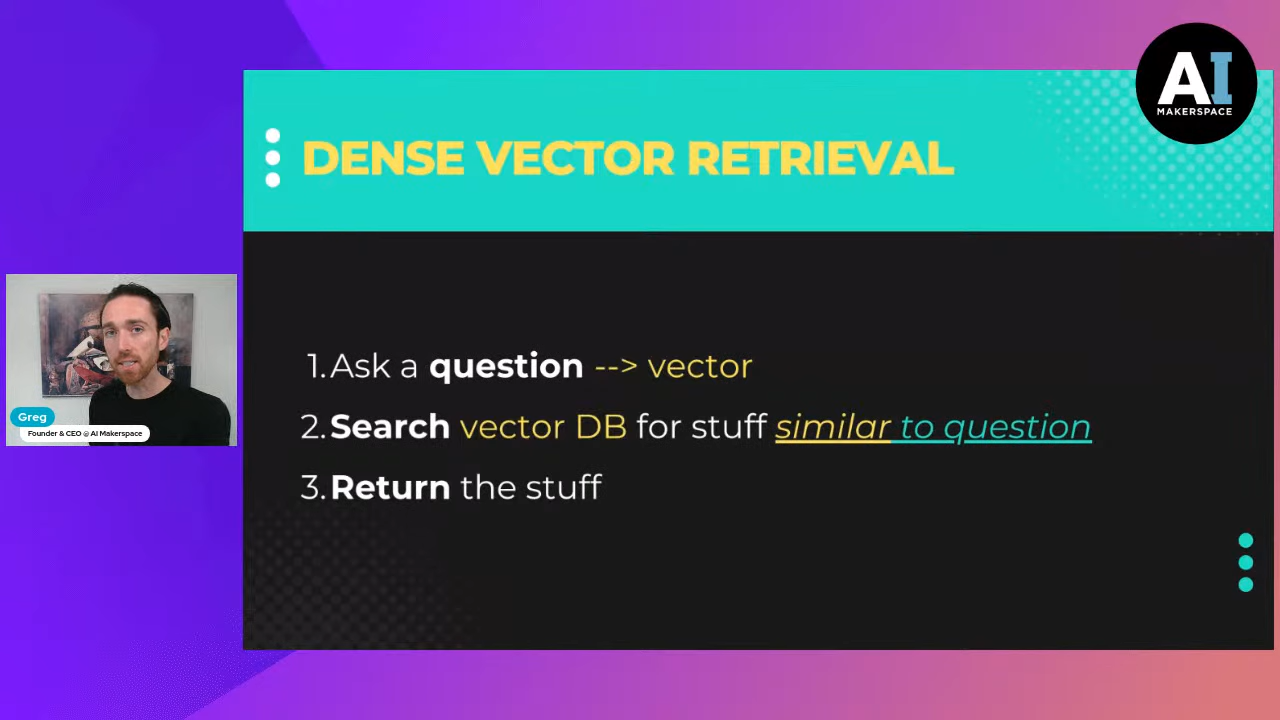 AI
MAKERSPACE
DENSE VECTOR RETRIEVAL
1. Ask a question --> vector
2. Search vector DB for stuff similar to question
3. Return the stuff
Greg
Founder & CEO @ AI Makerspace